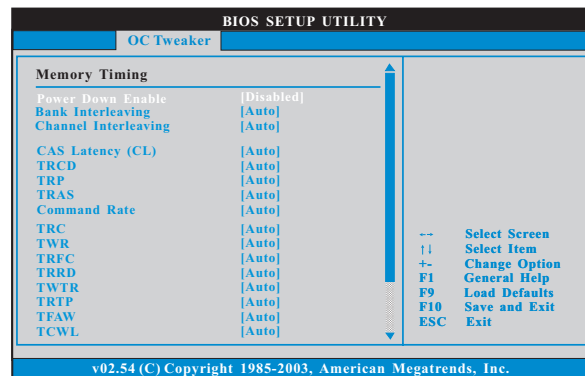 BIOS SETUP UTILITY
OC Tweaker
Memory Timing
Power Down Enable [Disabled]
Bank Interleaving [Auto]
Channel Interleaving [Auto]
CAS Latency (CL) [Auto]
TRCD [Auto]
TRP [Auto]
TRAS [Auto]
Command Rate [Auto]
TRC [Auto]
TWR [Auto]
TRFC [Auto]
TRRD [Auto]
TWTR [Auto]
TRTP [Auto]
TFAW [Auto]
TCWL [Auto]
←→ Select Screen
↑↓ Select Item
+- Change Option
F1 General Help
F9 Load Defaults
F10 Save and Exit
ESC Exit
v02.54 (C) Copyright 1985-2003, American Megatrends, Inc.